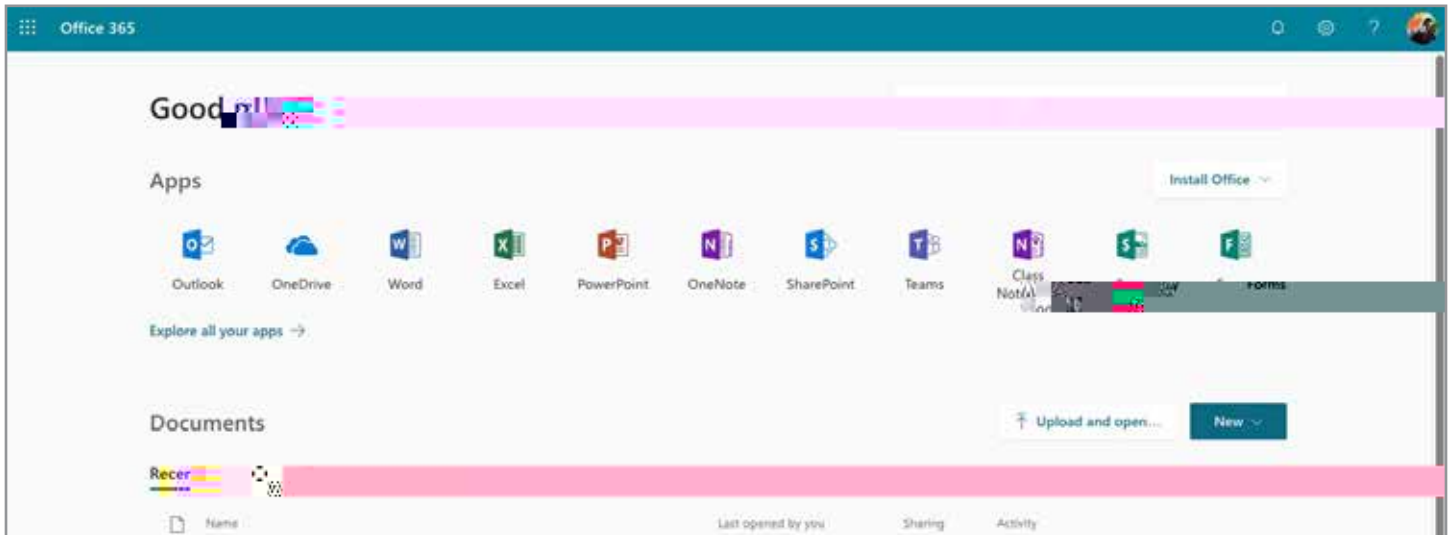 Office 365 ?
Good
Apps
Install Office
Outlook OneDrive Word Excel PowerPoint OneNote SharePoint Teams Class Forms
Explore all your apps →
Documents
Upload and open... New
Name Last opened by you Sharing Activity